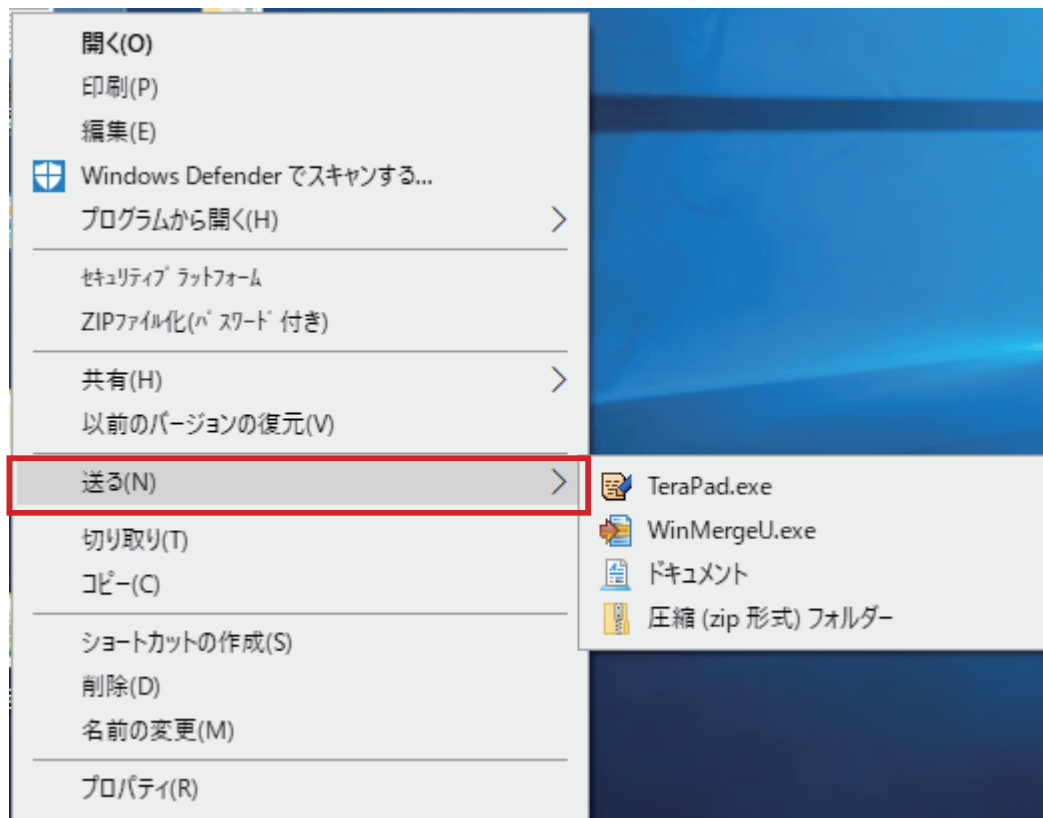 開く(O)
印刷(P)
編集(E)
Windows Defender でスキャンする...
プログラムから開く(H)
ｾｷｭﾘﾃｨﾌﾟﾗｯﾄﾌｫｰﾑ
ZIPﾌｧｲﾙ化(ﾊﾟｽﾜｰﾄﾞ付き)
共有(H)
以前のバージョンの復元(V)
送る(N)
TeraPad.exe
WinMergeU.exe
ドキュメント
圧縮 (zip 形式) フォルダー
切り取り(T)
コピー(C)
ショートカットの作成(S)
削除(D)
名前の変更(M)
プロパティ(R)